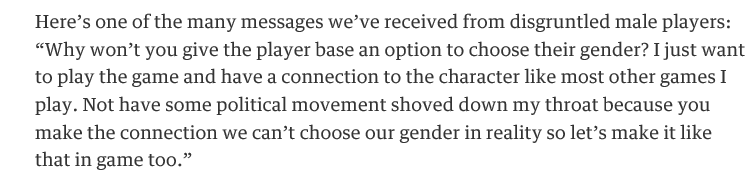 Here’s one of the many messages we’ve received from disgruntled male players:
“Why won’t you give the player base an option to choose their gender? I just want
to play the game and have a connection to the character like most other games I
play. Not have some political movement shoved down my throat because you
make the connection we can’t choose our gender in reality so let’s make it like
that in game too.”